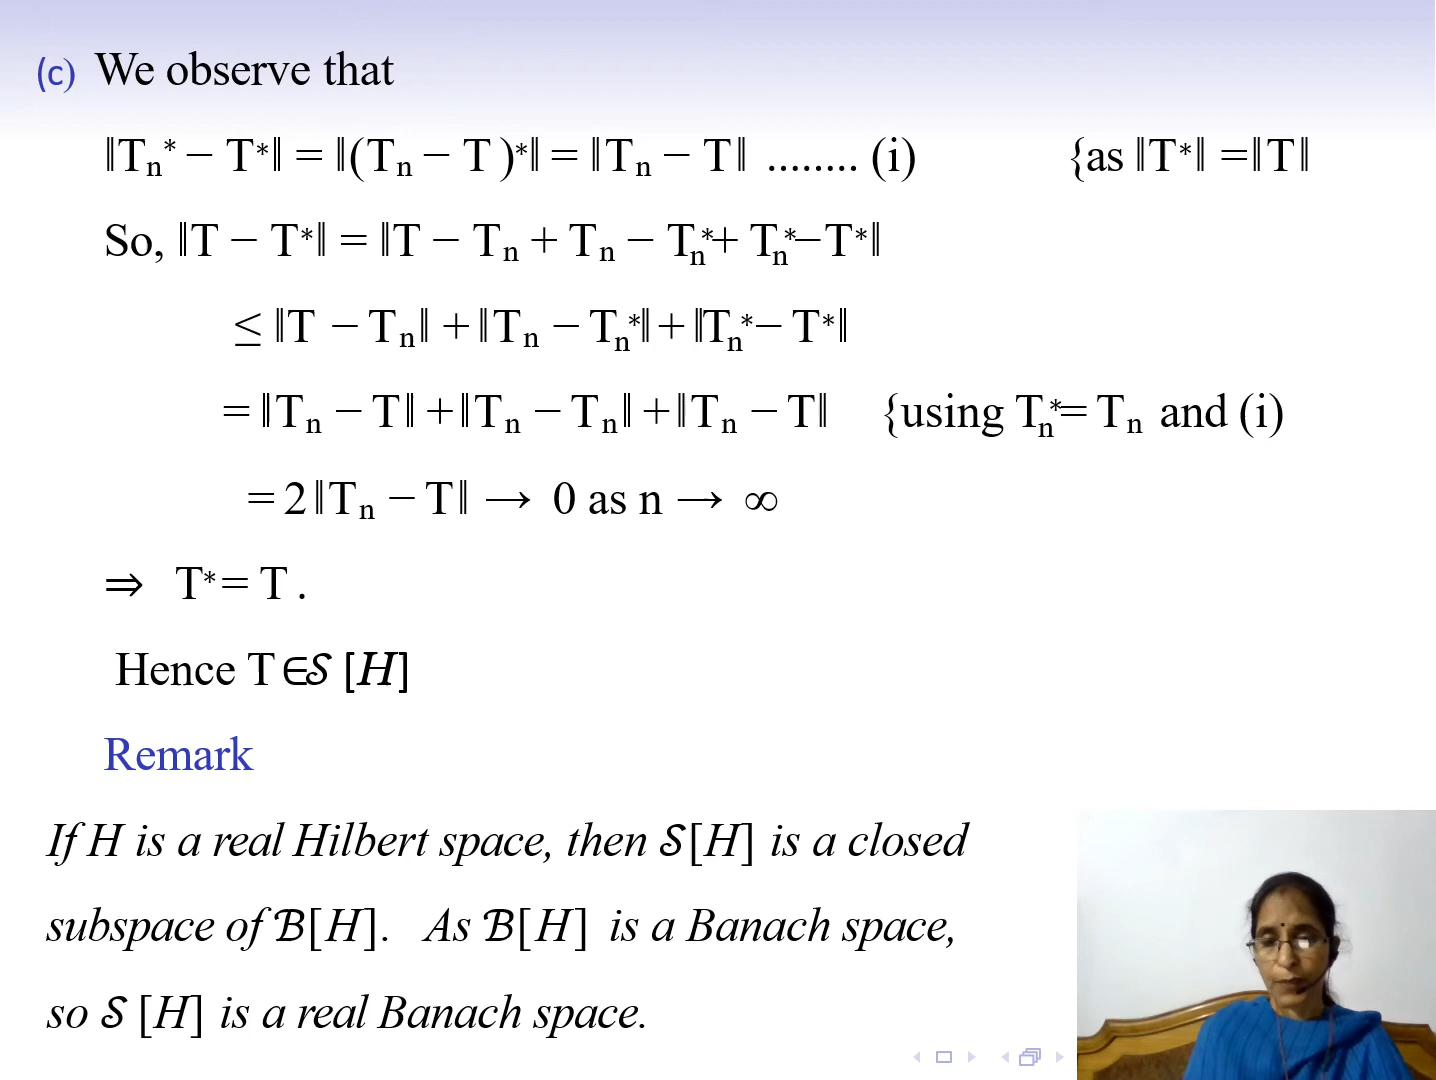 (c) We observe that
‖Tₙ* − T*‖ = ‖(Tₙ − T )*‖ = ‖Tₙ − T‖ ........ (i) {as ‖T*‖ =‖T‖
So, ‖T − T*‖ = ‖T − Tₙ + Tₙ − Tₙ*+ Tₙ*−T*‖
≤ ‖T − Tₙ‖ +‖Tₙ − Tₙ*‖+‖Tₙ*− T*‖
= ‖Tₙ − T‖ +‖Tₙ − Tₙ‖ +‖Tₙ − T‖ {using Tₙ*= Tₙ and (i)
= 2‖Tₙ − T‖ → 0 as n → ∞
⇒ T*= T .
Hence T ∈𝒮 [H]
Remark
If H is a real Hilbert space, then 𝒮[H] is a closed
subspace of ℬ[H]. As ℬ[H] is a Banach space,
so 𝒮 [H] is a real Banach space.